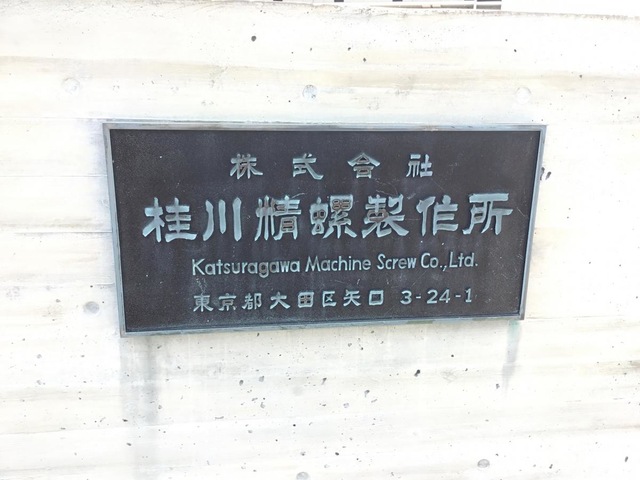 株式会社
桂川精螺製作所
Katsuragawa Machine Screw Co., Ltd.
東京都大田区矢口 3-24-1